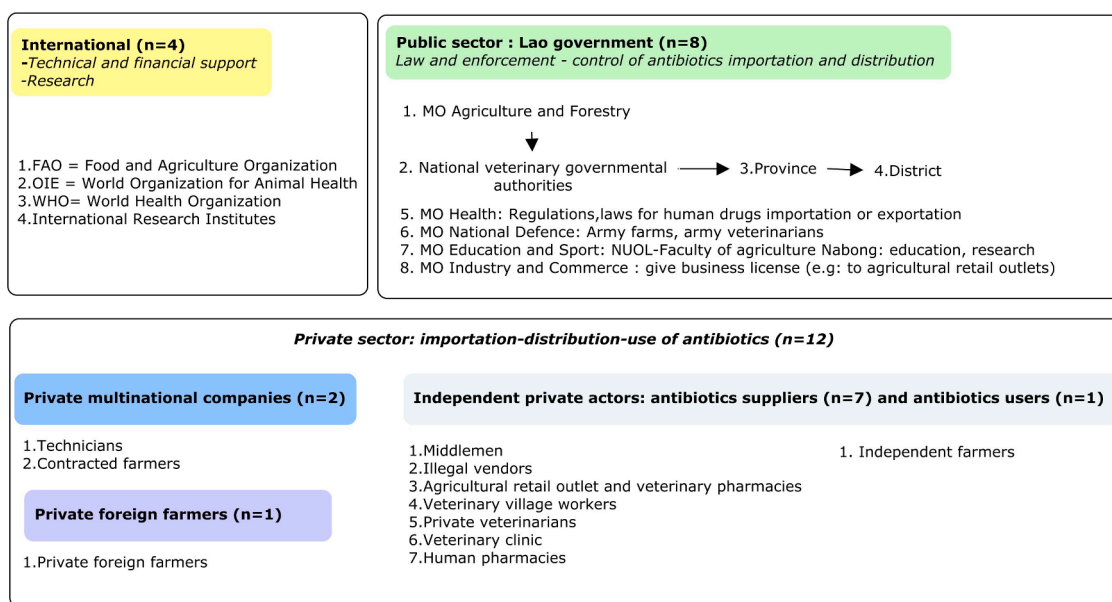 International (n=4)
-Technical and financial support
-Research
1.FAO = Food and Agriculture Organization
2.OIE = World Organization for Animal Health
3.WHO= World Health Organization
4.International Research Institutes
Public sector : Lao government (n=8)
Law and enforcement - control of antibiotics importation and distribution
1. MO Agriculture and Forestry
2. National veterinary governmental
authorities
3.Province
4.District
5. MO Health: Regulations,laws for human drugs importation or exportation
6. MO National Defence: Army farms, army veterinarians
7. MO Education and Sport: NUOL-Faculty of agriculture Nabong: education, research
8. MO Industry and Commerce : give business license (e.g: to agricultural retail outlets)
Private sector: importation-distribution-use of antibiotics (n=12)
Private multinational companies (n=2)
1.Technicians
2.Contracted farmers
Private foreign farmers (n=1)
1.Private foreign farmers
Independent private actors: antibiotics suppliers (n=7) and antibiotics users (n=1)
1.Middlemen
2.Illegal vendors
3.Agricultural retail outlet and veterinary pharmacies
4.Veterinary village workers
5.Private veterinarians
6.Veterinary clinic
7.Human pharmacies
1. Independent farmers